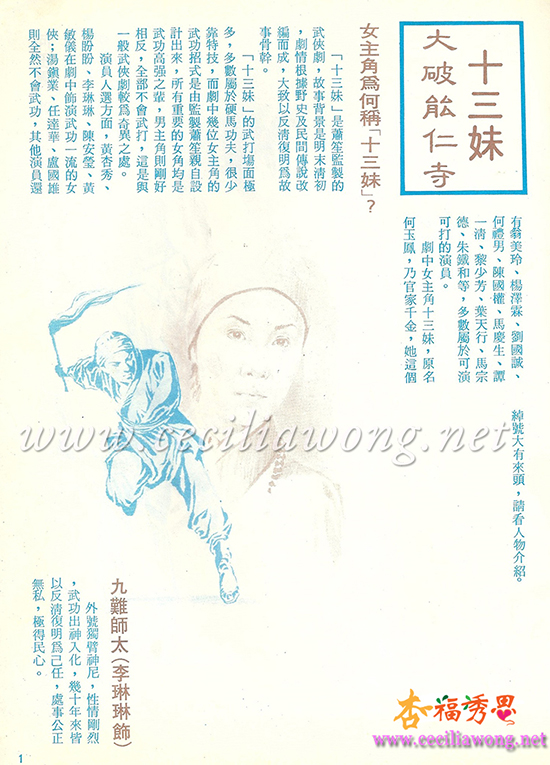 十三妹
大破能仁寺
女主角為何稱「十三妹」?
「十三妹」是蕭笙監製的
武俠劇,故事背景是明末清初
,劇情根據野史及民間傳說改
編而成,大致以反清復明為故
事骨幹。
「十三妹」的武打場面極
多,多數屬於硬馬功夫,很少
靠特技,而劇中幾位女主角的
武功招式是由監製蕭笙親自設
計出來,所有重要的女角均是
武功高強之輩,男主角則剛好
相反,全部不會武打,這是與
一般武俠劇較為奇異之處。
演員人選方面,黃杏秀、
楊盼盼、李琳琳、陳安瑩、黃
敏儀在劇中飾演武功一流的女
俠;湯鎮業、任達華、盧國雄
則全然不會武功,其他演員還
有翁美玲、楊澤霖、劉國誠、
何禮男、陳國權、馬慶生、譚
一清、黎少芳、葉天行、馬宗
德、朱鐵和等,多數屬於可演
可打的演員。
劇中女主角十三妹,原名
何玉鳳,乃官家千金,她這個
綽號大有來頭,請看人物介紹。
九難師太(李琳琳飾)
外號獨臂神尼,性情剛烈
,武功出神入化,幾十年來皆
以反清復明為己任,處事公正
無私,極得民心。
www.ceciliawong.net
杏福秀思
www.ceciliawong.net
1